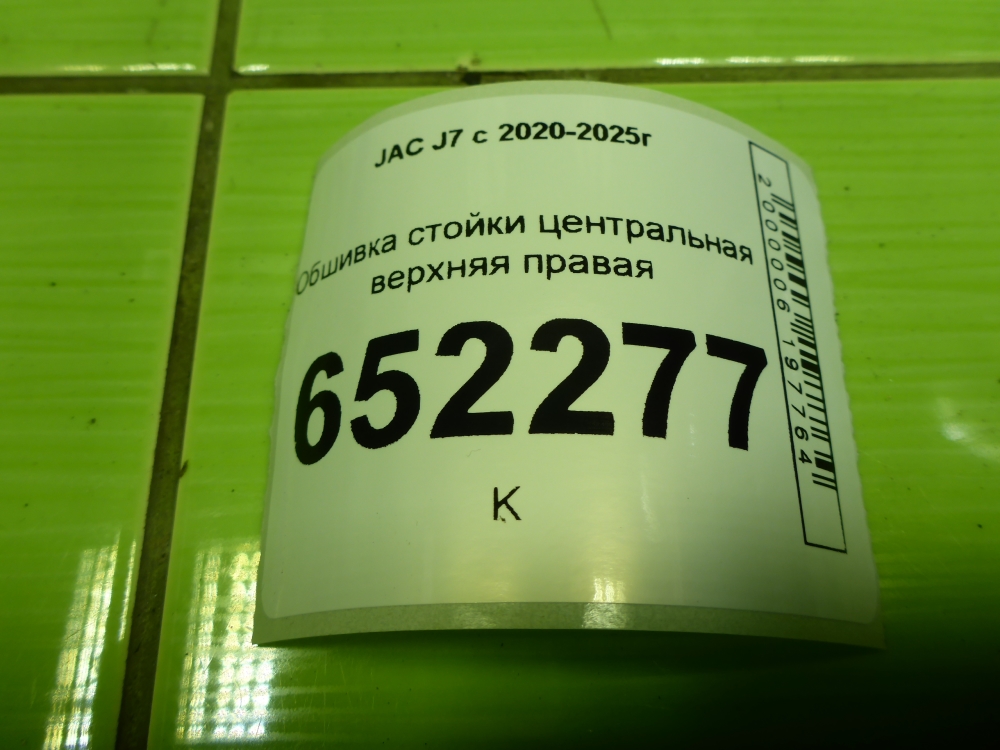 JAC J7 с 2020-2025г
Обшивка стойки центральная
верхняя правая
652277
К
2000006197764